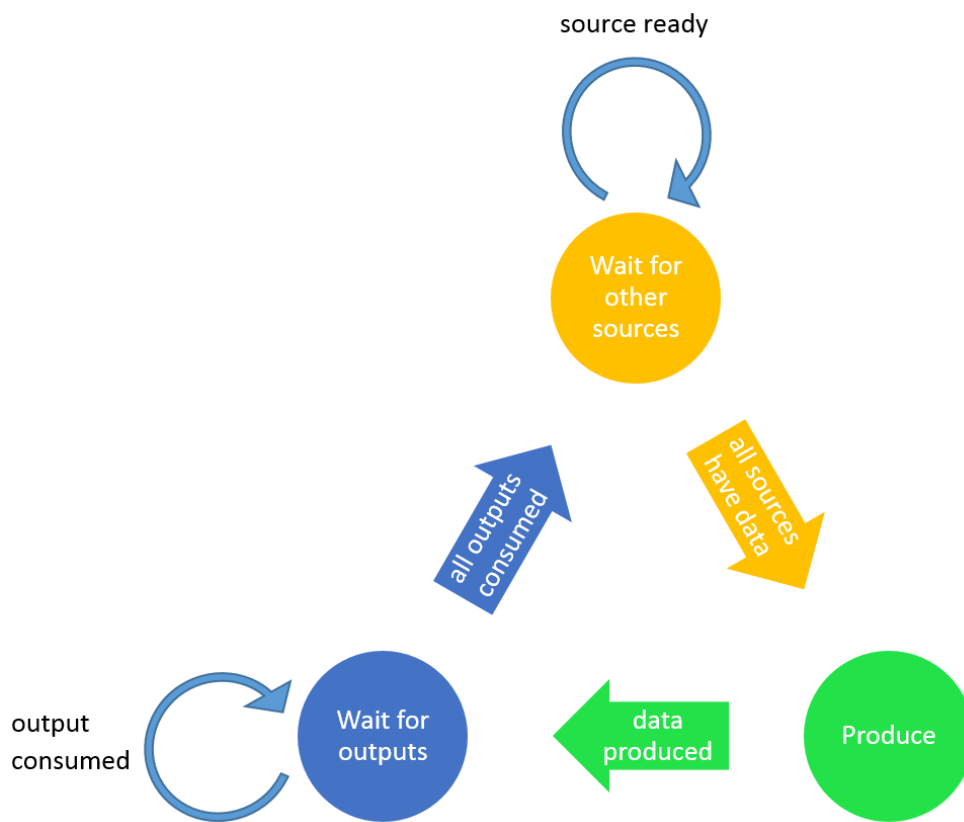 source ready
Wait for
other
sources
all sources
have data
all outputs
consumed
output
consumed
Wait for
outputs
data
produced
Produce